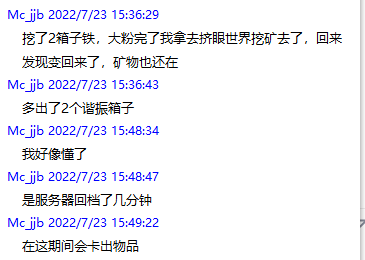 Mc_jjb 2022/7/23 15:36:29
挖了2箱子铁，大粉完了我拿去挤眼世界挖矿去了，回来
发现变回来了，矿物也还在
Mc_jjb 2022/7/23 15:36:43
多出了2个谐振箱子
Mc_jjb 2022/7/23 15:48:34
我好像懂了
Mc_jjb 2022/7/23 15:48:47
是服务器回档了几分钟
Mc_jjb 2022/7/23 15:49:22
在这期间会卡出物品